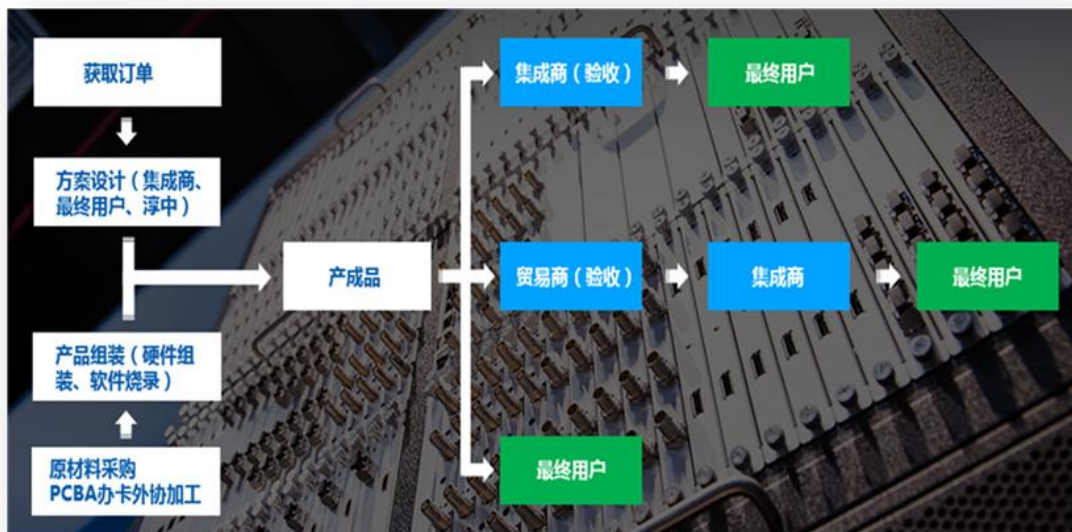 获取订单
集成商（验收）
最终用户
方案设计（集成商、
最终用户、淳中）
产成品
贸易商（验收）
集成商
最终用户
产品组装（硬件组
装、软件烧录）
原材料采购
PCBA办卡外协加工
最终用户